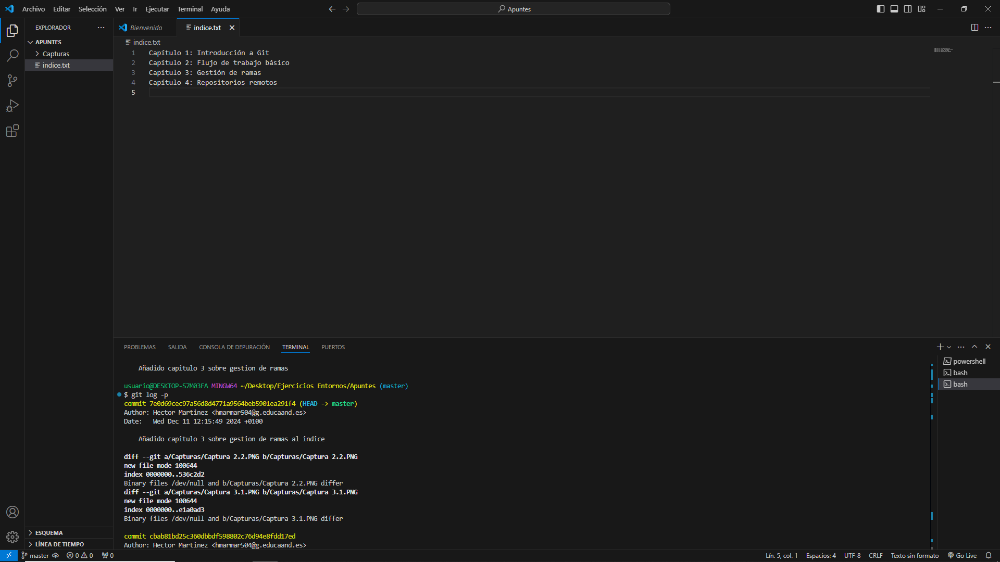 Archivo Editar Selección Ver Ir Ejecutar Terminal Ayuda
Apuntes
EXPLORADOR
APUNTES
Capturas
indice.txt
ESQUEMA
LÍNEA DE TIEMPO
Bienvenido
indice.txt
indice.txt
1 Capítulo 1: Introducción a Git
2 Capítulo 2: Flujo de trabajo básico
3 Capítulo 3: Gestión de ramas
4 Capítulo 4: Repositorios remotos
5
PROBLEMAS SALIDA CONSOLA DE DEPURACIÓN TERMINAL PUERTOS
Añadido capitulo 3 sobre gestion de ramas
usuario@DESKTOP-S7M03FA MINGW64 ~/Desktop/Ejercicios Entornos/Apuntes (master)
$ git log -p
commit 7e0d69cec97a56d8d4771a9564beb5901ea291f4 (HEAD -> master)
Author: Hector Martinez <hmarmar504@g.educaand.es>
Date:   Wed Dec 11 12:15:49 2024 +0100
Añadido capitulo 3 sobre gestion de ramas al indice
diff --git a/Capturas/Captura 2.2.PNG b/Capturas/Captura 2.2.PNG
new file mode 100644
index 0000000..536c2d2
Binary files /dev/null and b/Capturas/Captura 2.2.PNG differ
diff --git a/Capturas/Captura 3.1.PNG b/Capturas/Captura 3.1.PNG
new file mode 100644
index 0000000..e1a0ad3
Binary files /dev/null and b/Capturas/Captura 3.1.PNG differ
commit cbab81bd25c360dbbdf598802c76d94e8fdd17ed
Author: Hector Martinez <hmarmar504@g.educaand.es>
powershell
bash
bash
master 0 0 0
Lín. 5, col. 1 Espacios: 4 UTF-8 CRLF Texto sin formato Go Live